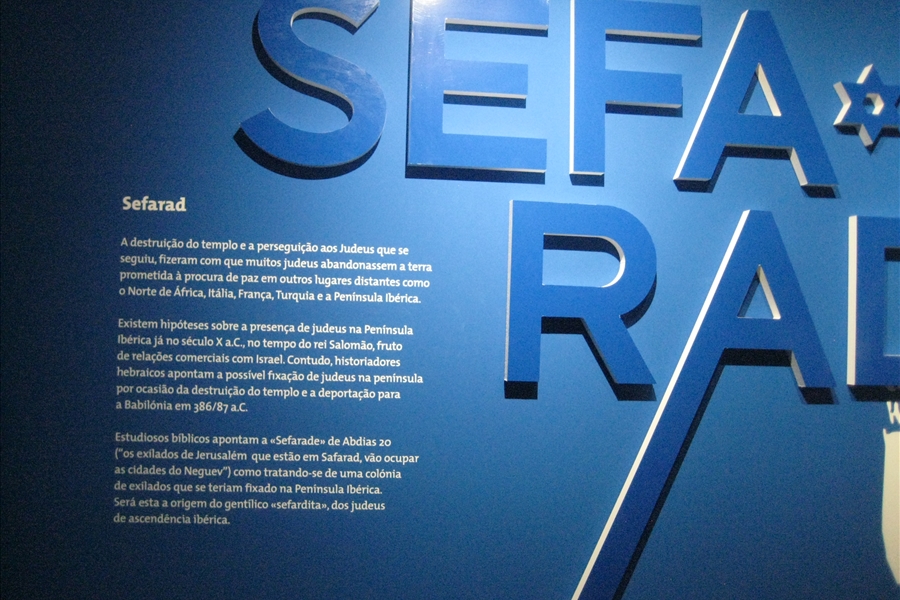 SEFA
RAD
Sefarad
A destruição do templo e a perseguição aos Judeus que se
seguiu, fizeram com que muitos judeus abandonassem a terra
prometida à procura de paz em outros lugares distantes como
o Norte de África, Itália, França, Turquia e a Península Ibérica.
Existem hipóteses sobre a presença de judeus na Península
Ibérica já no século X a.C., no tempo do rei Salomão, fruto
de relações comerciais com Israel. Contudo, historiadores
hebraicos apontam a possível fixação de judeus na península
por ocasião da destruição do templo e a deportação para
a Babilónia em 386/87 a.C.
Estudiosos bíblicos apontam a «Sefarade» de Abdias 20
("os exilados de Jerusalém que estão em Safarad, vão ocupar
as cidades do Neguev") como tratando-se de uma colónia
de exilados que se teriam fixado na Península Ibérica.
Será esta a origem do gentílico «sefardita», dos judeus
de ascendência ibérica.